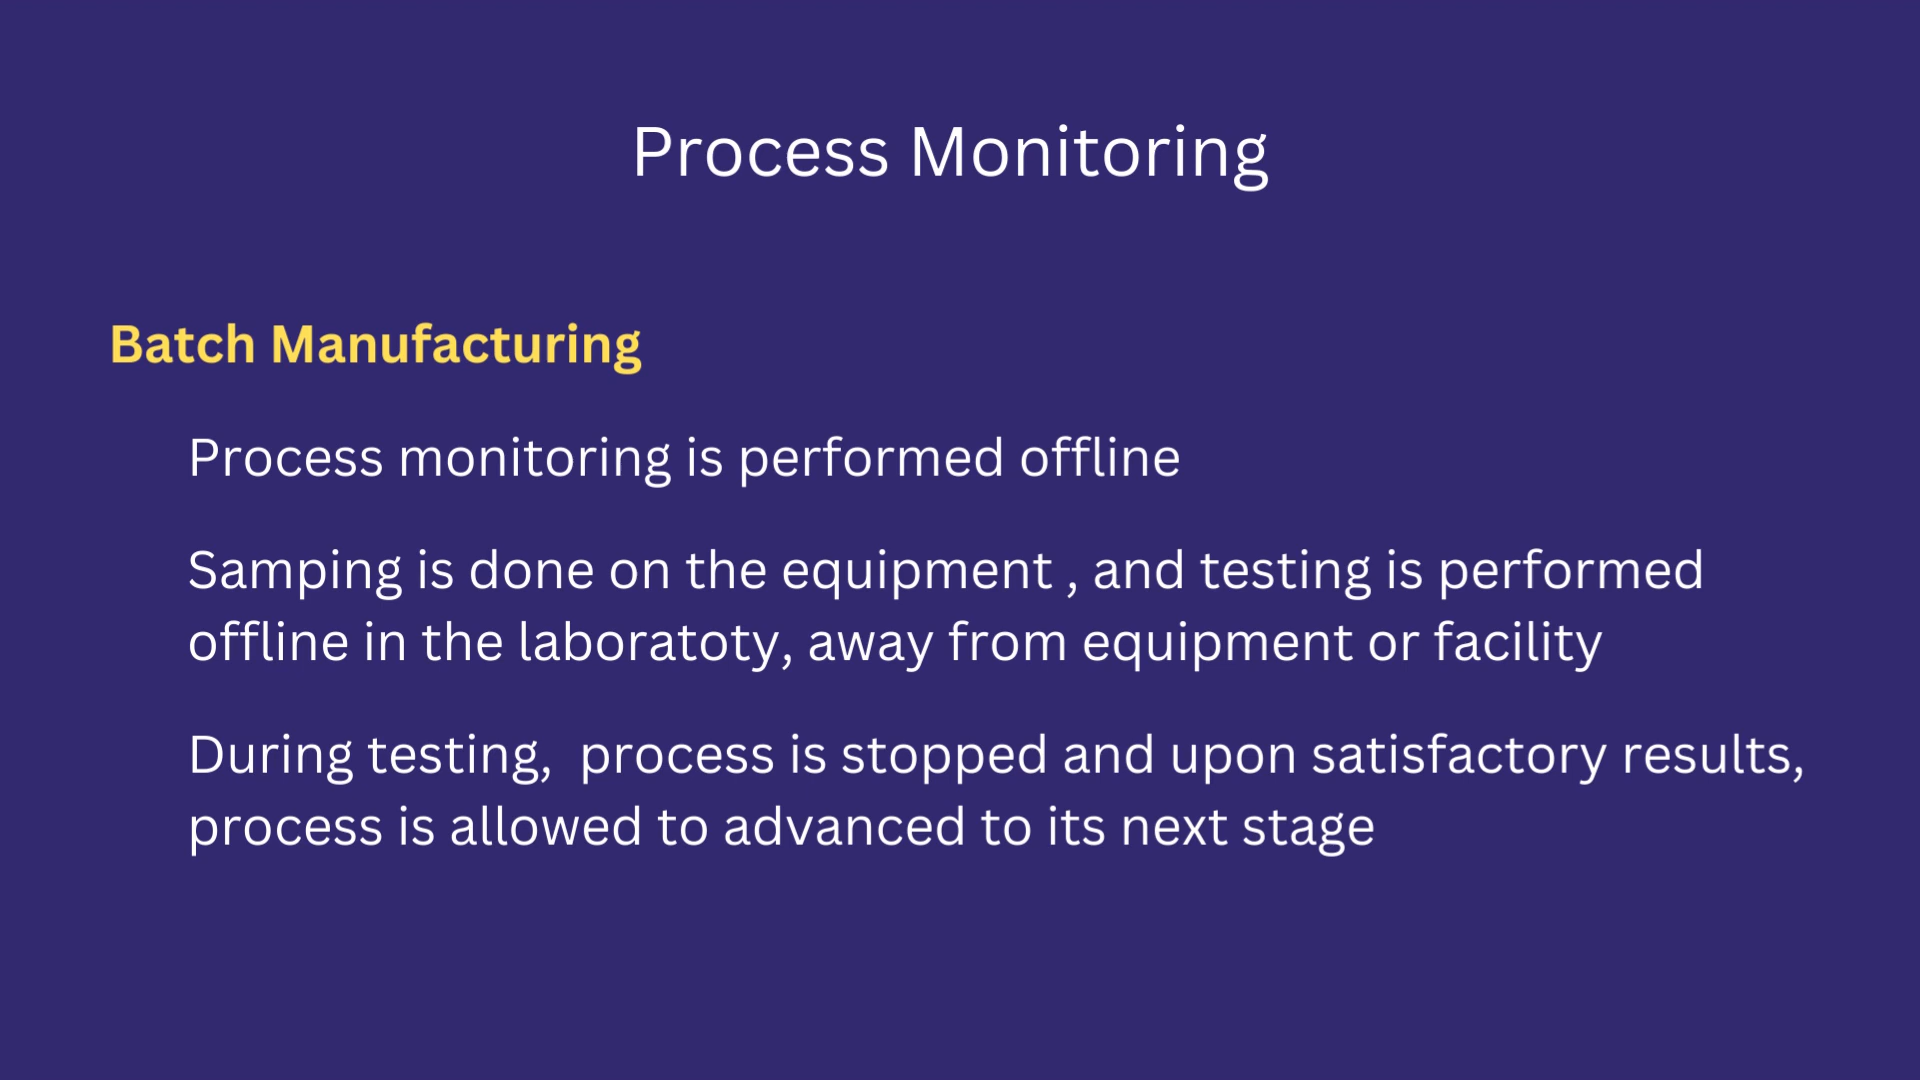 Process Monitoring
Batch Manufacturing
Process monitoring is performed offline
Samping is done on the equipment , and testing is performed
offline in the laboratoty, away from equipment or facility
During testing,  process is stopped and upon satisfactory results,
process is allowed to advanced to its next stage